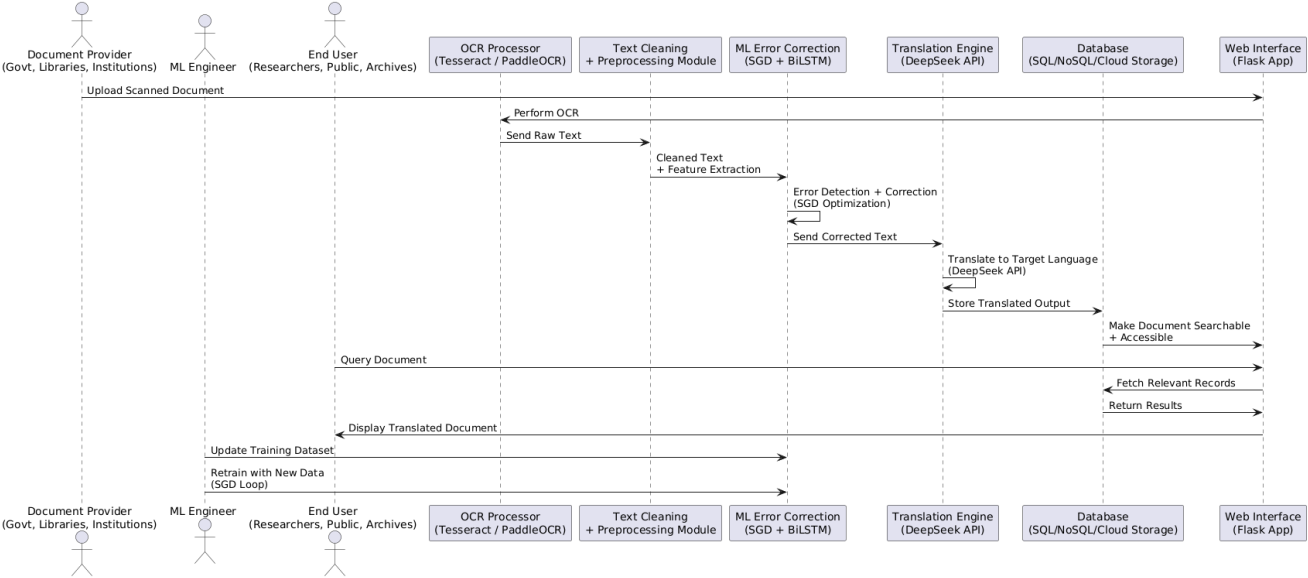 Document Provider
(Govt, Libraries, Institutions)
ML Engineer
End User
(Researchers, Public, Archives)
OCR Processor
(Tesseract / PaddleOCR)
Text Cleaning
+ Preprocessing Module
ML Error Correction
(SGD + BiLSTM)
Translation Engine
(DeepSeek API)
Database
(SQL/NoSQL/Cloud Storage)
Web Interface
(Flask App)
Upload Scanned Document
Perform OCR
Send Raw Text
Cleaned Text
+ Feature Extraction
Error Detection + Correction
(SGD Optimization)
Send Corrected Text
Translate to Target Language
(DeepSeek API)
Store Translated Output
Make Document Searchable
+ Accessible
Query Document
Fetch Relevant Records
Return Results
Display Translated Document
Update Training Dataset
Retrain with New Data
(SGD Loop)
Document Provider
(Govt, Libraries, Institutions)
ML Engineer
End User
(Researchers, Public, Archives)
OCR Processor
(Tesseract / PaddleOCR)
Text Cleaning
+ Preprocessing Module
ML Error Correction
(SGD + BiLSTM)
Translation Engine
(DeepSeek API)
Database
(SQL/NoSQL/Cloud Storage)
Web Interface
(Flask App)